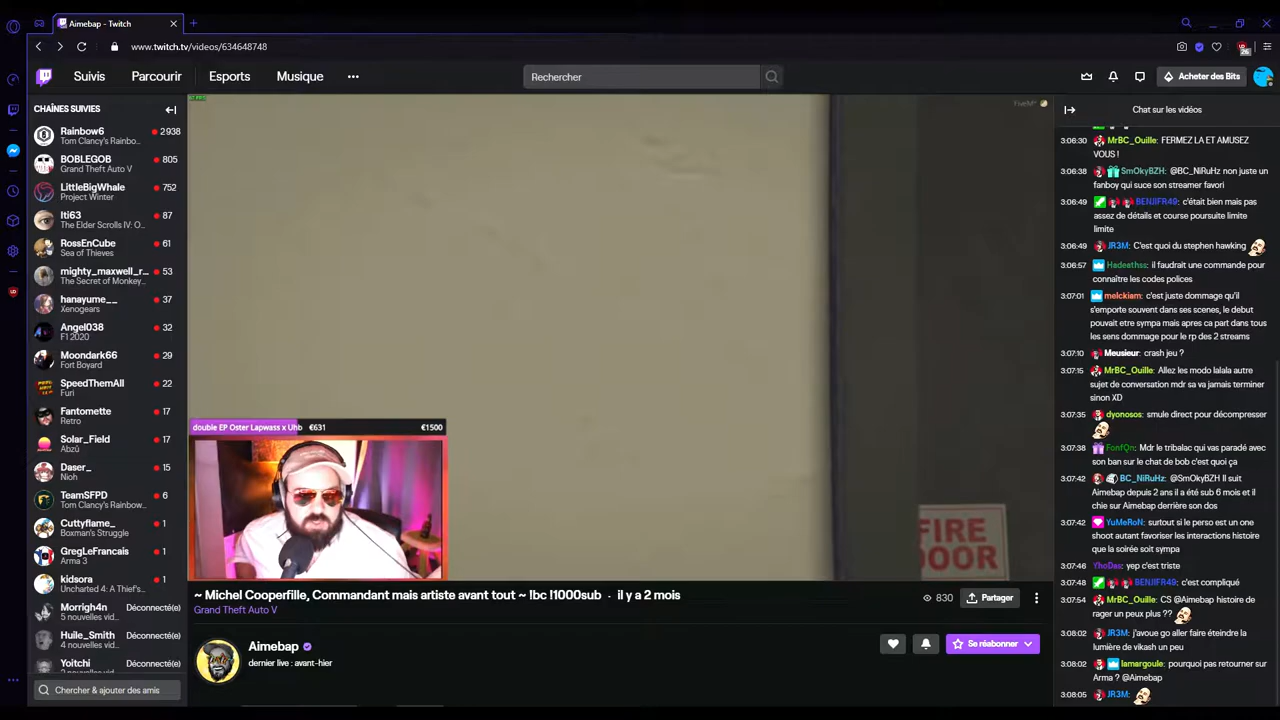 Aimebap - Twitch
www.twitch.tv/videos/634648748
26
Suivis
Parcourir
Esports
Musique
Rechercher
Acheter des Bits
CHAÎNES SUIVIES
Rainbow6
2938
Tom Clancy's Rainbo...
BOBLEGOB
805
Grand Theft Auto V
LittleBigWhale
752
Project Winter
Iti63
87
The Elder Scrolls IV: O...
RossEnCube
61
Sea of Thieves
mighty_maxwell_r...
53
The Secret of Monkey...
hanayume__
37
Xenogears
Angel038
32
F1 2020
Moondark66
29
Fort Boyard
SpeedThemAll
22
Furi
Fantomette
17
Retro
Solar_Field
17
Abzû
Daser_
15
Nioh
TeamSFPD
6
Tom Clancy's Rainbow...
Cuttyflame_
1
Boxman's Struggle
GregLeFrancais
1
Arma 3
kidsora
1
Uncharted 4: A Thief's...
Morrigh4n
Déconnecté(e)
5 nouvelles vid...
Huile_Smith
Déconnecté(e)
4 nouvelles vid...
Yoitchi
Déconnecté(e)
Chercher & ajouter des amis
FiveM
double EP Oster Lapwass x Uhb
€631
€1500
FIRE
DOOR
~ Michel Cooperfille, Commandant mais artiste avant tout ~ !bc !1000sub · il y a 2 mois
Grand Theft Auto V
830
Partager
Aimebap
dernier live : avant-hier
Se réabonner
Chat sur les vidéos
3:06:30 MrBC_Ouille: FERMEZ LA ET AMUSEZ
VOUS !
3:06:38 SmOkyBZH: @BC_NiRuHz non juste un
fanboy qui suce son streamer favori
3:06:49 BENJIFR49: c'était bien mais pas
assez de détails et course poursuite limite
limite
3:06:49 JR3M: C'est quoi du stephen hawking
3:06:57 Hadeathsc: il faudrait une commande pour
connaître les codes polices
3:07:01 melckiam: c'est juste dommage qu'il
s'emporte souvent dans ses scenes, le debut
pouvait etre sympa mais apres ca part dans tous
les sens dommage pour le rp des 2 streams
3:07:10 Meusieur: crash jeu ?
3:07:15 MrBC_Ouille: Allez les modo lalala autre
sujet de conversation mdr sa va jamais terminer
sinon XD
3:07:35 dyonosos: smule direct pour décompresser
3:07:38 FonfQn: Mdr le tribalac qui vas paradé avec
son ban sur le chat de bob c'est quoi ça
3:07:42 BC_NiRuHz: @SmOkyBZH Il suit
Aimebap depuis 2 ans il a été sub 6 mois et il
chie sur Aimebap derrière son dos
3:07:42 YuMeRoN: surtout si le perso est un one
shoot autant favoriser les interactions histoire
que la soirée soit sympa
3:07:46 YhoDas: yep c'est triste
3:07:48 BENJIFR49: c'est compliqué
3:07:54 MrBC_Ouille: CS @Aimebap histoire de
rager un peux plus ??
3:08:02 JR3M: j'avoue go aller faire éteindre la
lumière de vikash un peu
3:08:02 lamargoule: pourquoi pas retourner sur
Arma ? @Aimebap
3:08:05 JR3M: